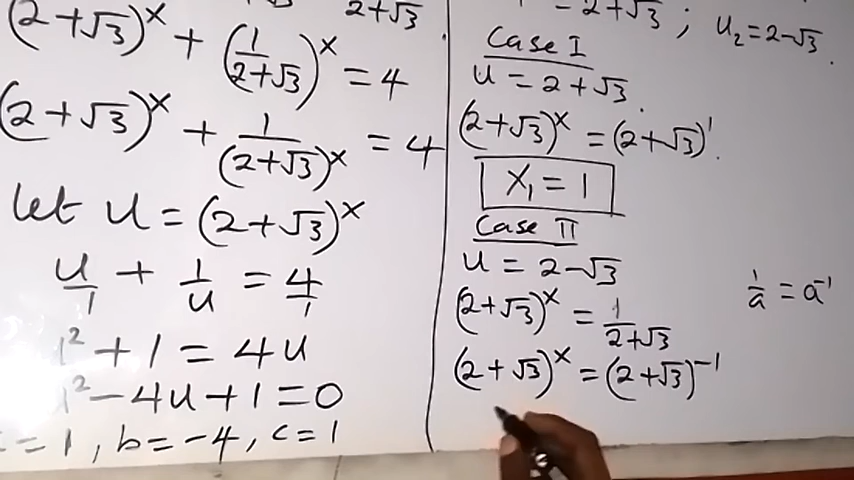 2+√3
(2+√3)^x + (1/(2+√3))^x = 4
(2+√3)^x + 1/(2+√3)^x = 4
let u = (2+√3)^x
u/1 + 1/u = 4/1
² + 1 = 4u
² − 4u + 1 = 0
= 1, b = −4, c = 1
= 2+√3 ; u₂ = 2−√3.
Case I
u = 2+√3.
(2+√3)^x = (2+√3)^1.
x₁ = 1
Case II
u = 2−√3
(2+√3)^x = 1/(2+√3)
1/a = a^−1
(2+√3)^x = (2+√3)^−1